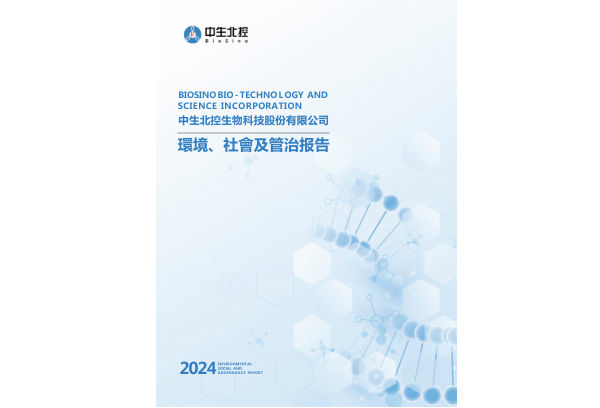 中生北控
BioSino
BIOSINO BIO-TECHNOLOGY AND
SCIENCE INCORPORATION
中生北控生物科技股份有限公司
環境、社會及管治报告
2024
ENVIRONMENTAL
SOCIAL AND
GOVERNANCE REPORT